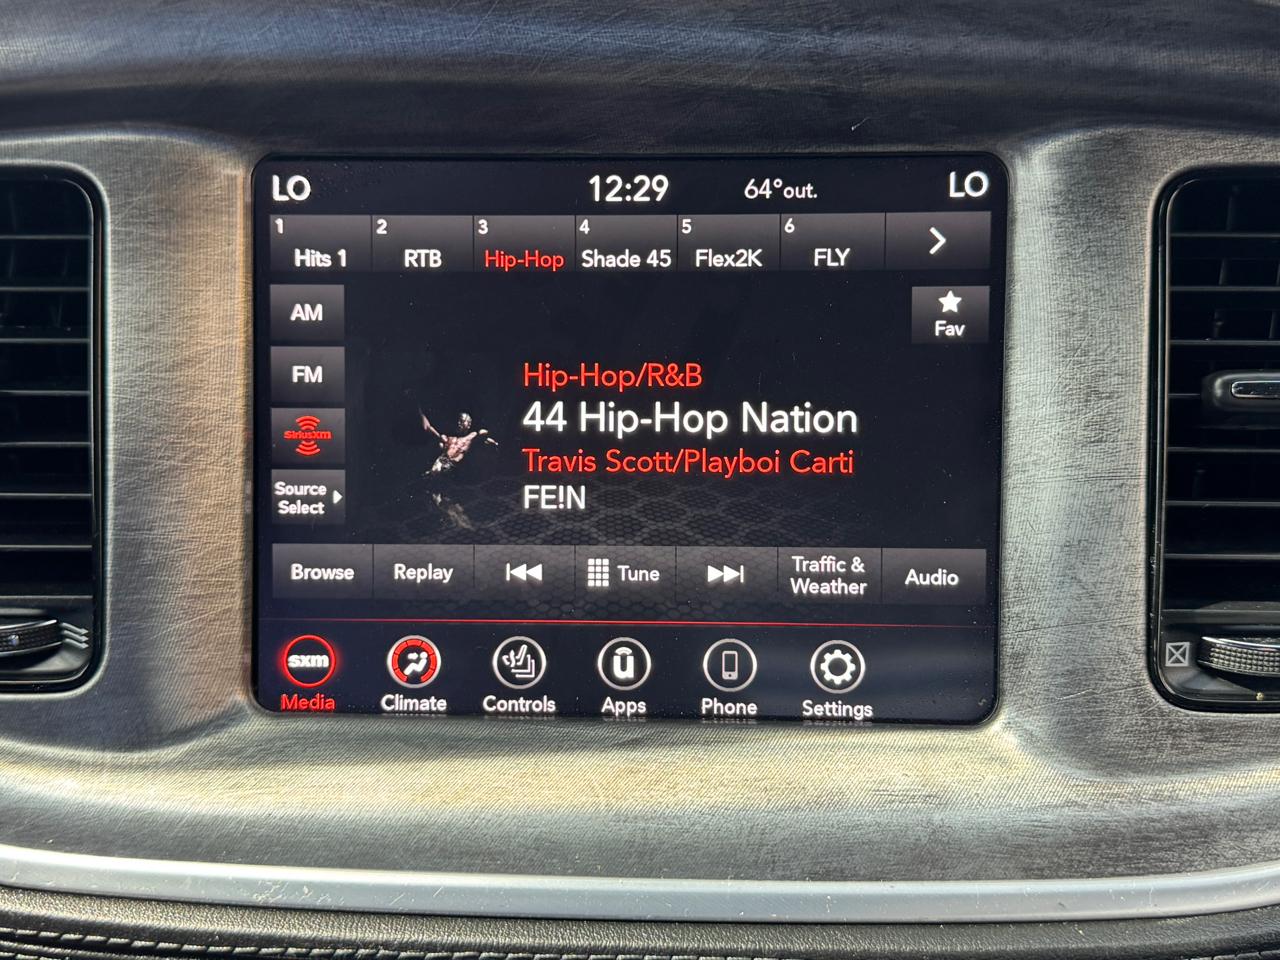 LO 12:29 64°out. LO
1 2 3 4 5 6
Hits 1 RTB Hip-Hop Shade 45 Flex2K FLY
AM
Fav
FM
Hip-Hop/R&B
44 Hip-Hop Nation
SiriusXm
Travis Scott/Playboi Carti
Source
Select
FE!N
Browse Replay Tune Traffic &
Weather Audio
sxm
Media Climate Controls Apps Phone Settings